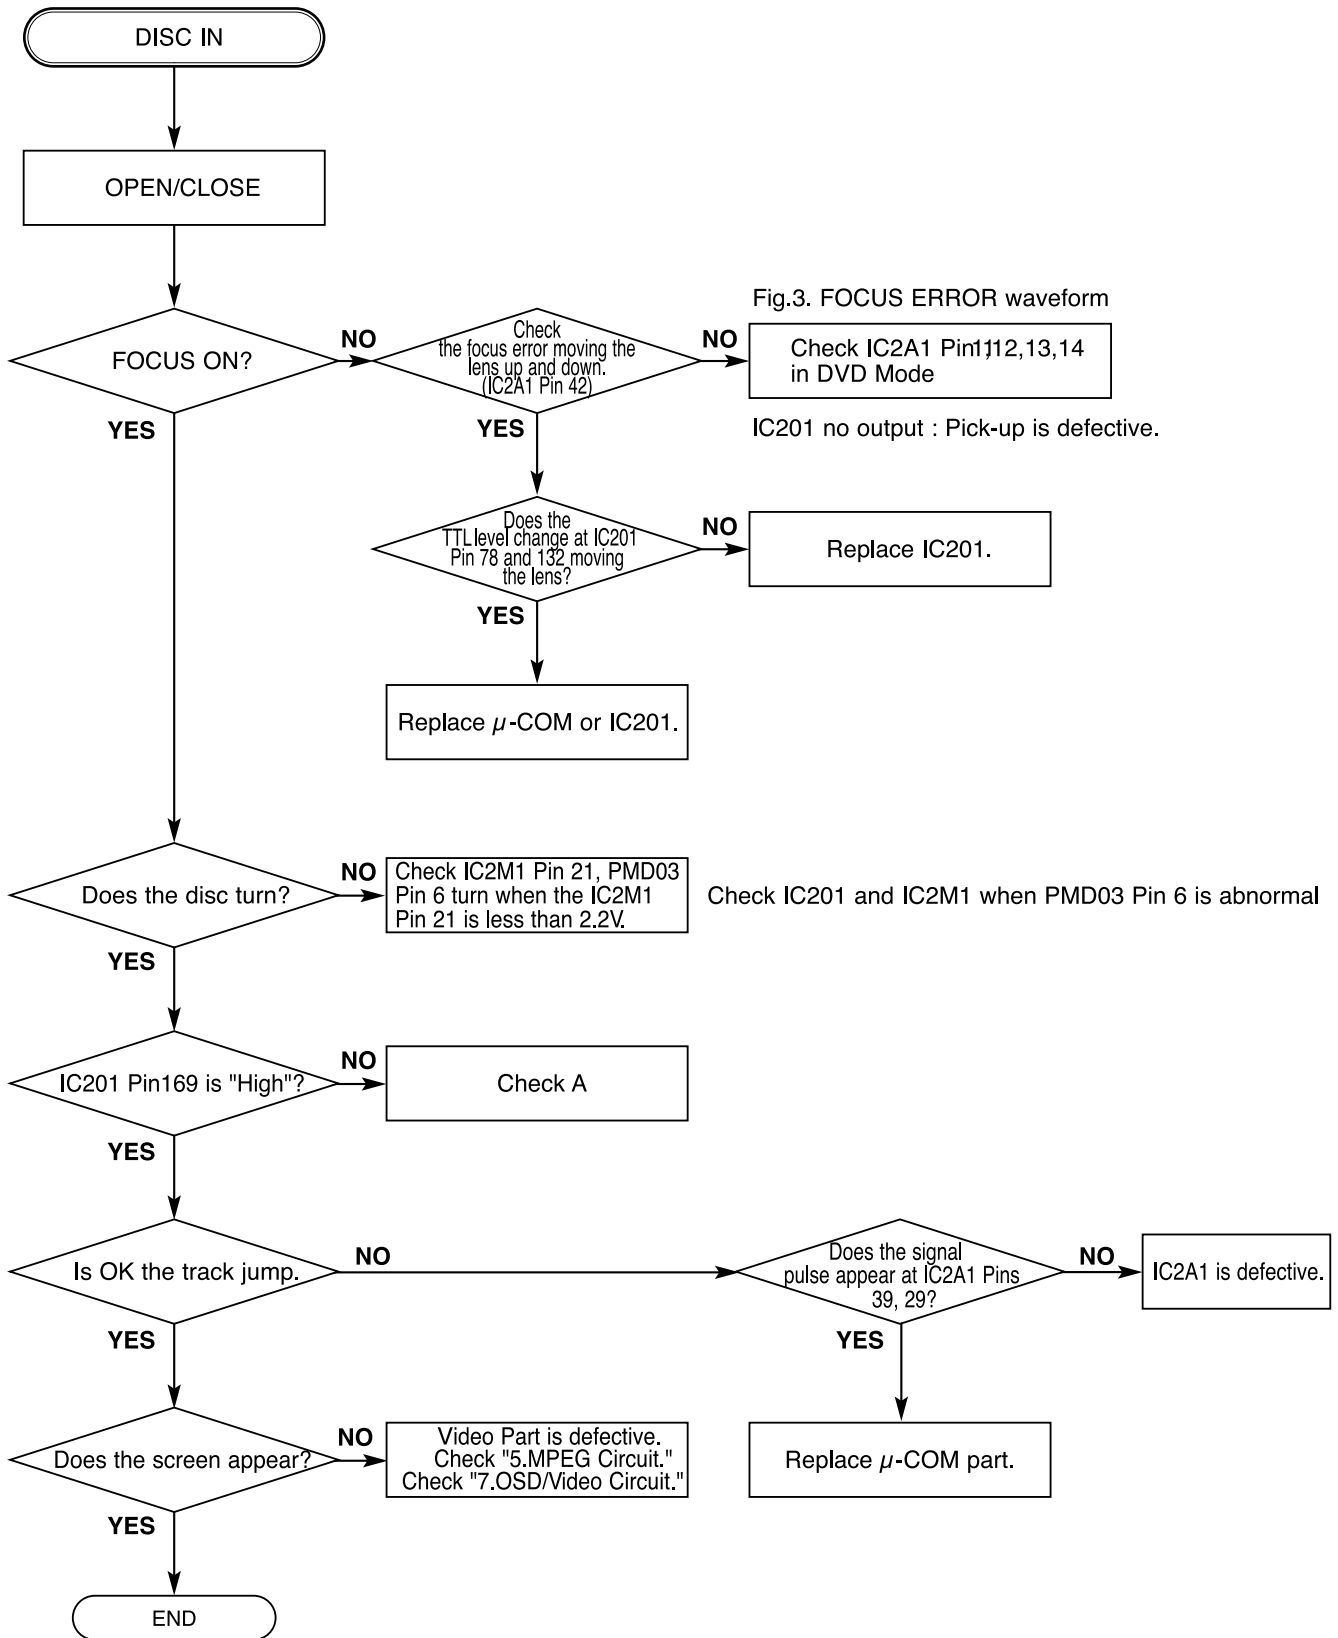 DISC IN
OPEN/CLOSE
Fig.3. FOCUS ERROR waveform
FOCUS ON?
NO
Check
the focus error moving the
lens up and down.
(IC2A1 Pin 42)
NO
Check IC2A1 Pin11,12,13,14
in DVD Mode
YES
YES
IC201 no output : Pick-up is defective.
Does the
TTL level change at IC201
Pin 78 and 132 moving
the lens?
NO
Replace IC201.
YES
Replace μ-COM or IC201.
Does the disc turn?
NO
Check IC2M1 Pin 21, PMD03
Pin 6 turn when the IC2M1
Pin 21 is less than 2.2V.
Check IC201 and IC2M1 when PMD03 Pin 6 is abnormal
YES
IC201 Pin169 is "High"?
NO
Check A
YES
Is OK the track jump.
NO
Does the signal
pulse appear at IC2A1 Pins
39, 29?
NO
IC2A1 is defective.
YES
YES
Does the screen appear?
NO
Video Part is defective.
Check "5.MPEG Circuit."
Check "7.OSD/Video Circuit."
Replace μ-COM part.
YES
END